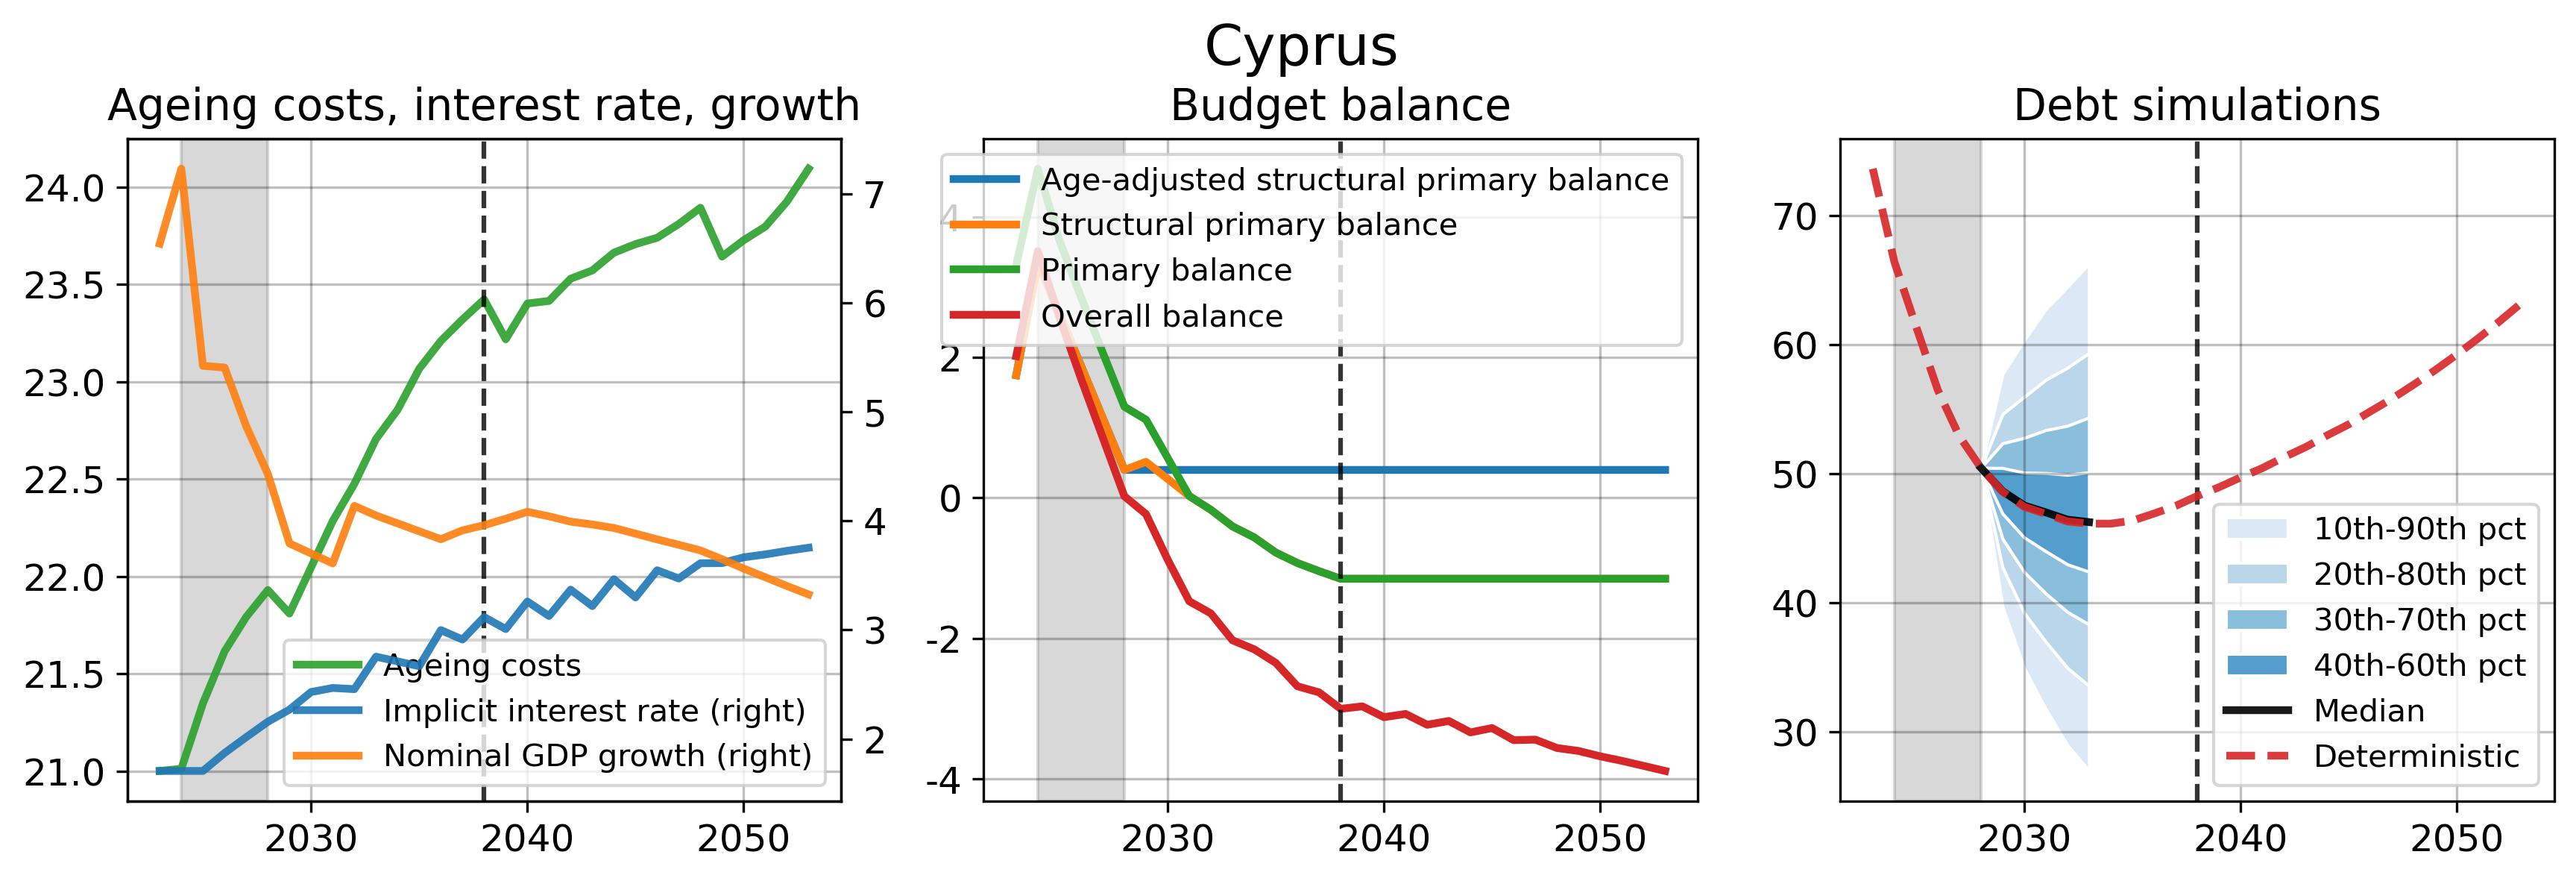 Cyprus
Ageing costs, interest rate, growth
24.0
23.5
23.0
22.5
22.0
21.5
21.0
7
6
5
4
3
2
2030
2040
2050
Ageing costs
Implicit interest rate (right)
Nominal GDP growth (right)
Budget balance
4
2
0
-2
-4
2030
2040
2050
Age-adjusted structural primary balance
Structural primary balance
Primary balance
Overall balance
Debt simulations
70
60
50
40
30
2030
2040
2050
10th-90th pct
20th-80th pct
30th-70th pct
40th-60th pct
Median
Deterministic